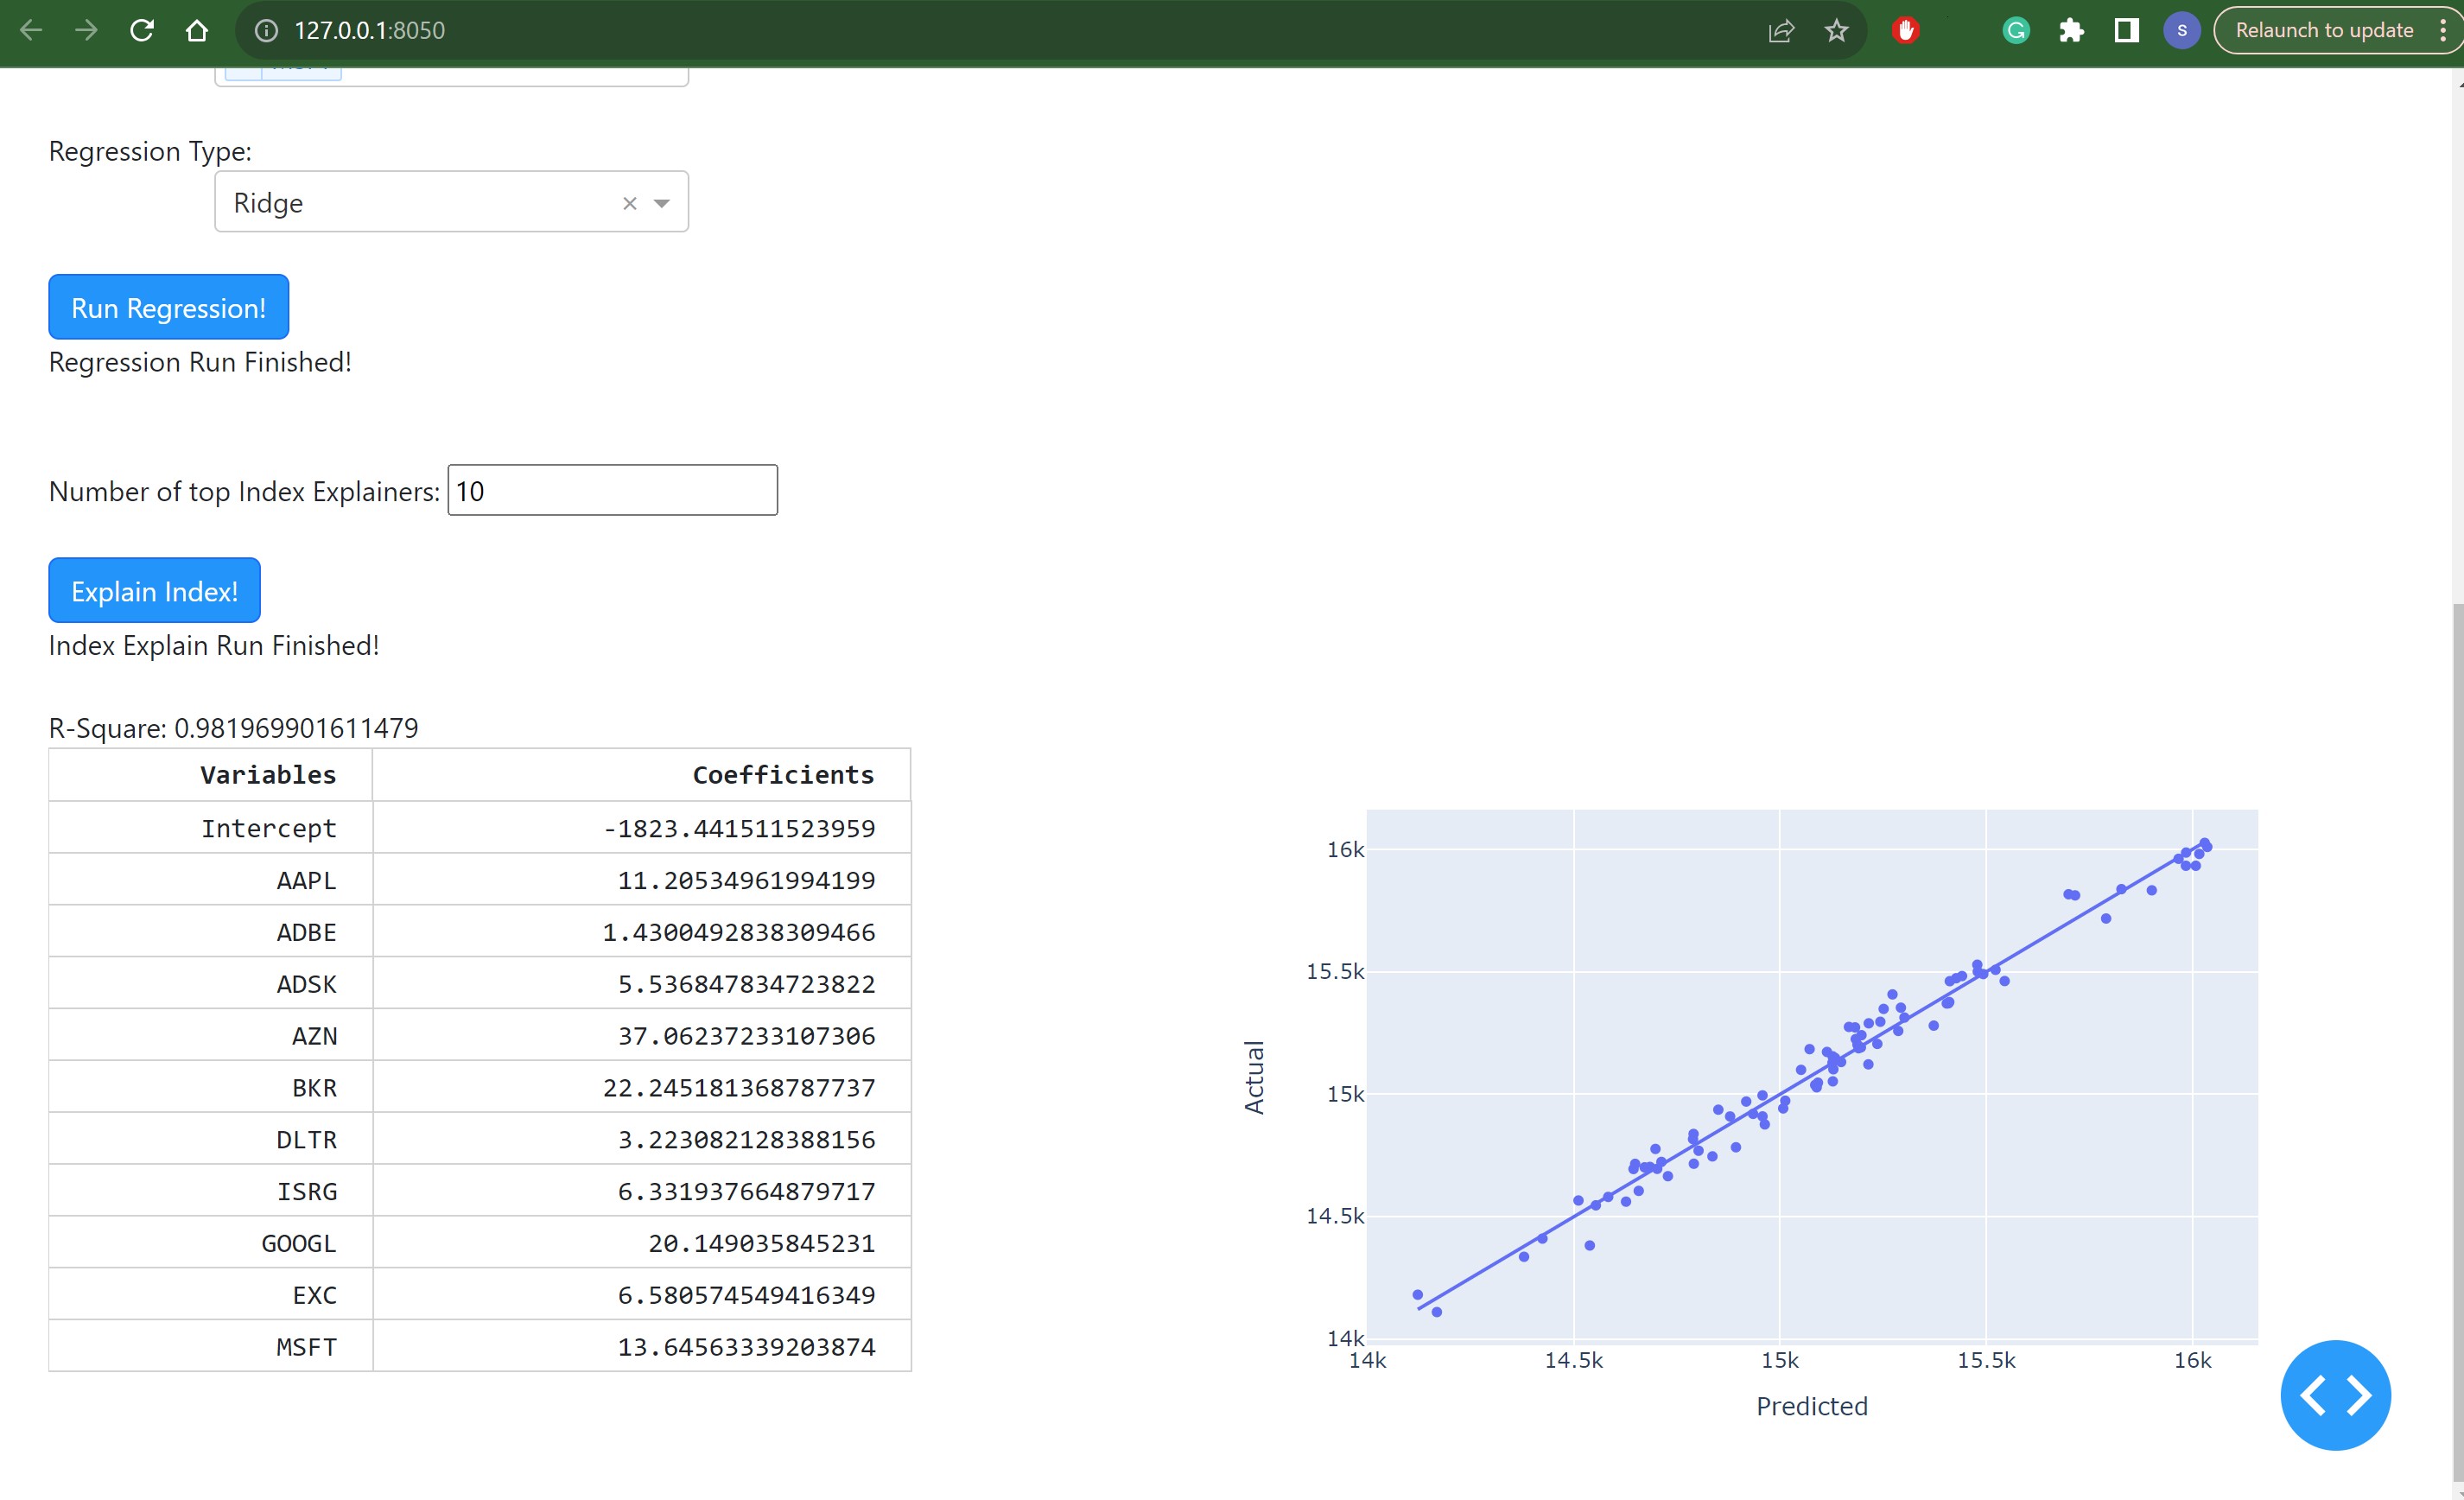 127.0.0.1:8050
S
Relaunch to update
Regression Type:
Ridge
Run Regression!
Regression Run Finished!
Number of top Index Explainers: 10
Explain Index!
Index Explain Run Finished!
R-Square: 0.981969901611479
Variables Coefficients
Intercept -1823.441511523959
AAPL 11.20534961994199
ADBE 1.4300492838309466
ADSK 5.536847834723822
AZN 37.06237233107306
BKR 22.245181368787737
DLTR 3.223082128388156
ISRG 6.331937664879717
GOOGL 20.149035845231
EXC 6.580574549416349
MSFT 13.64563339203874
16k
15.5k
15k
14.5k
14k
Actual
14k 14.5k 15k 15.5k 16k
Predicted